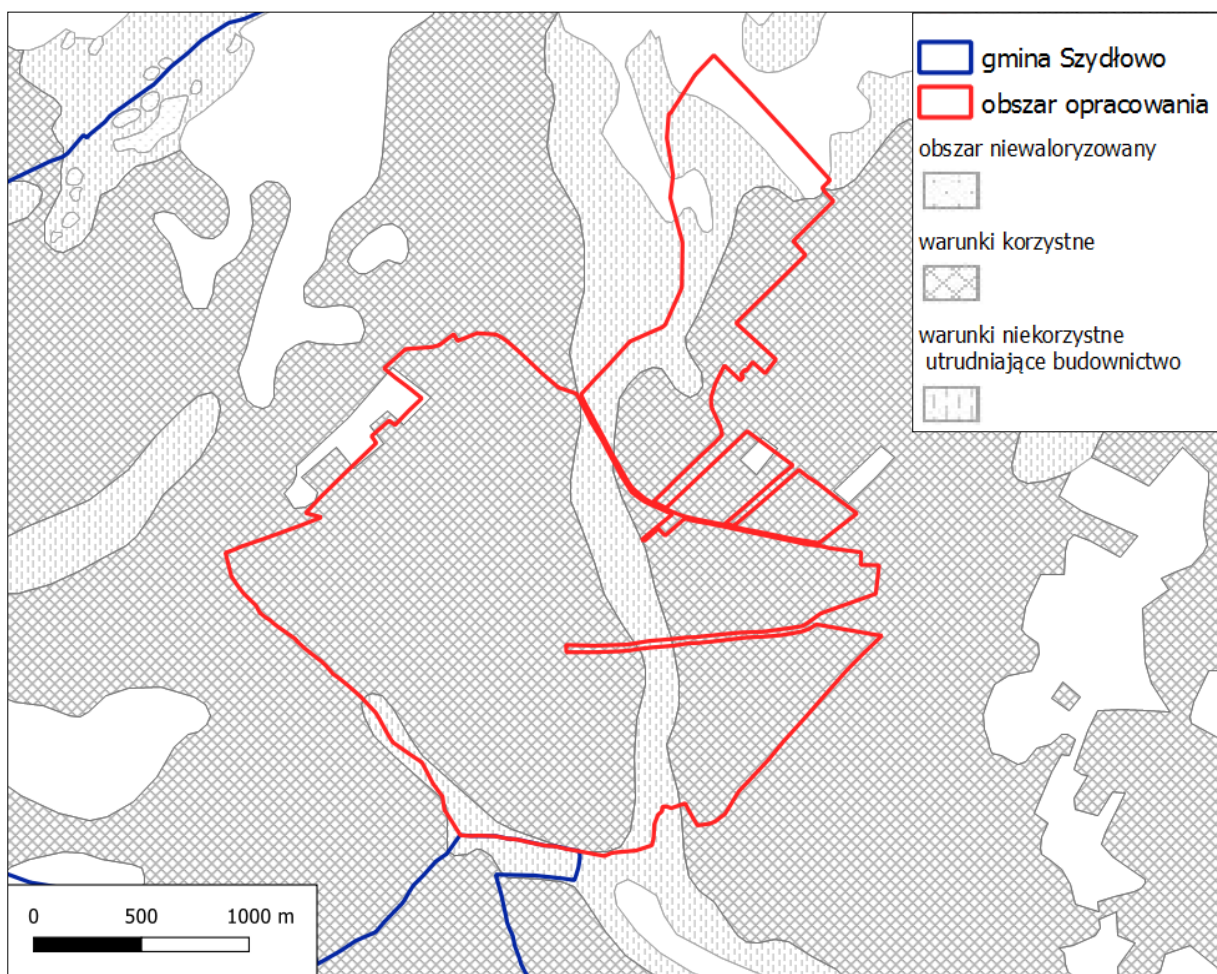 gmina Szydłowo
obszar opracowania
obszar niewaloryzowany
warunki korzystne
warunki niekorzystne
utrudniające budownictwo
0 500 1000 m